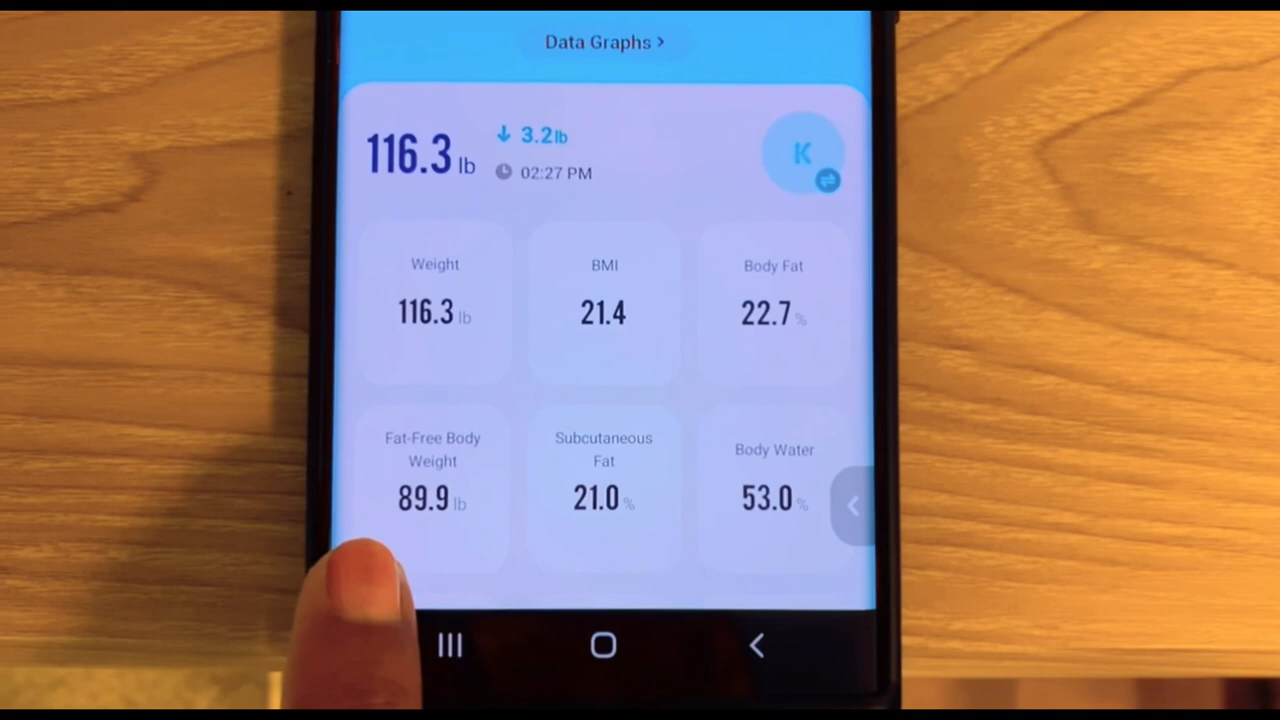 Data Graphs >
116.3 lb
↓ 3.2 lb
02:27 PM
K
Weight
BMI
Body Fat
116.3 lb
21.4
22.7 %
Fat-Free Body Weight
Subcutaneous Fat
Body Water
89.9 lb
21.0 %
53.0 %